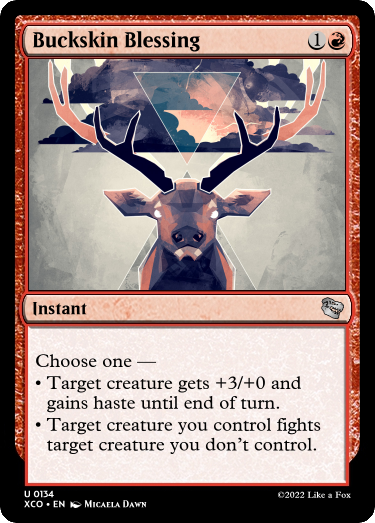 Buckskin Blessing 1
Instant
Choose one —
• Target creature gets +3/+0 and
gains haste until end of turn.
• Target creature you control fights
target creature you don't control.
U 0134
XCO • EN Micaela Dawn
©2022 Like a Fox